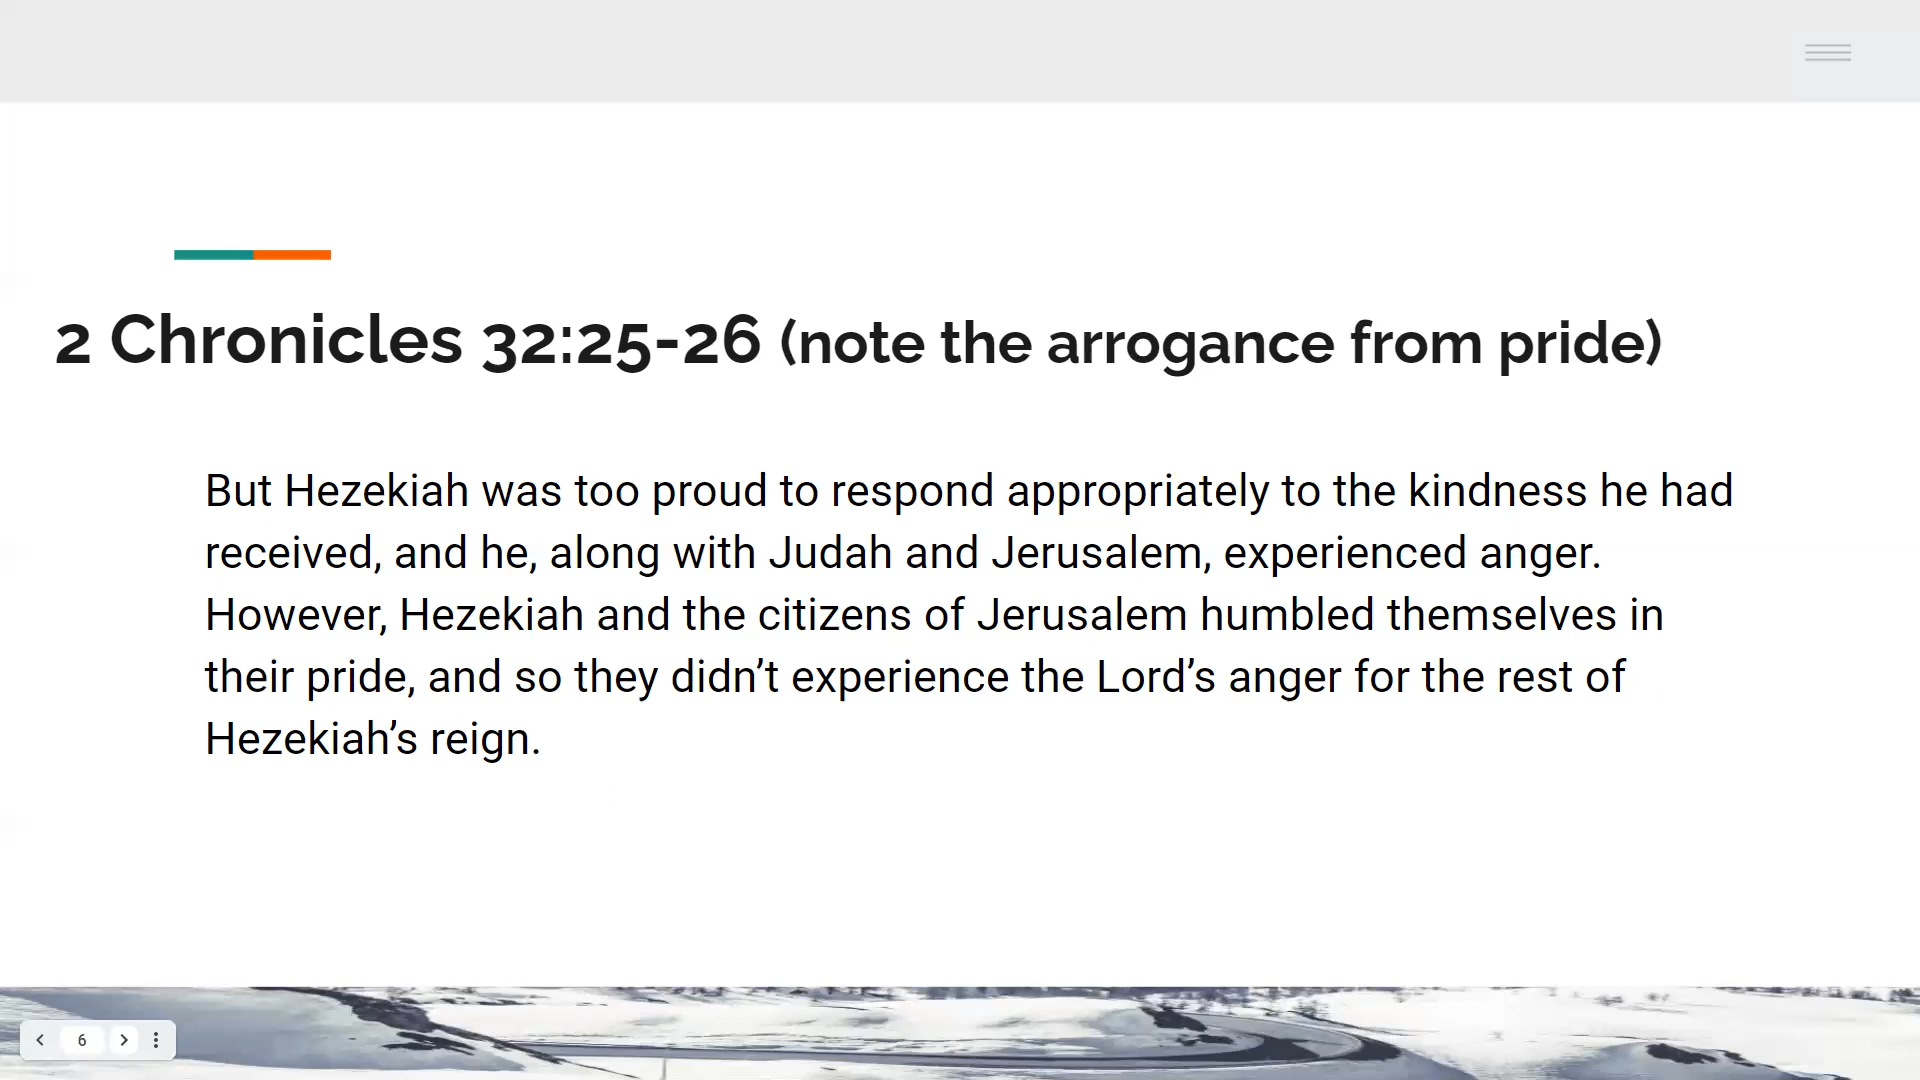 2 Chronicles 32:25-26 (note the arrogance from pride)
But Hezekiah was too proud to respond appropriately to the kindness he had
received, and he, along with Judah and Jerusalem, experienced anger.
However, Hezekiah and the citizens of Jerusalem humbled themselves in
their pride, and so they didn’t experience the Lord’s anger for the rest of
Hezekiah’s reign.
6